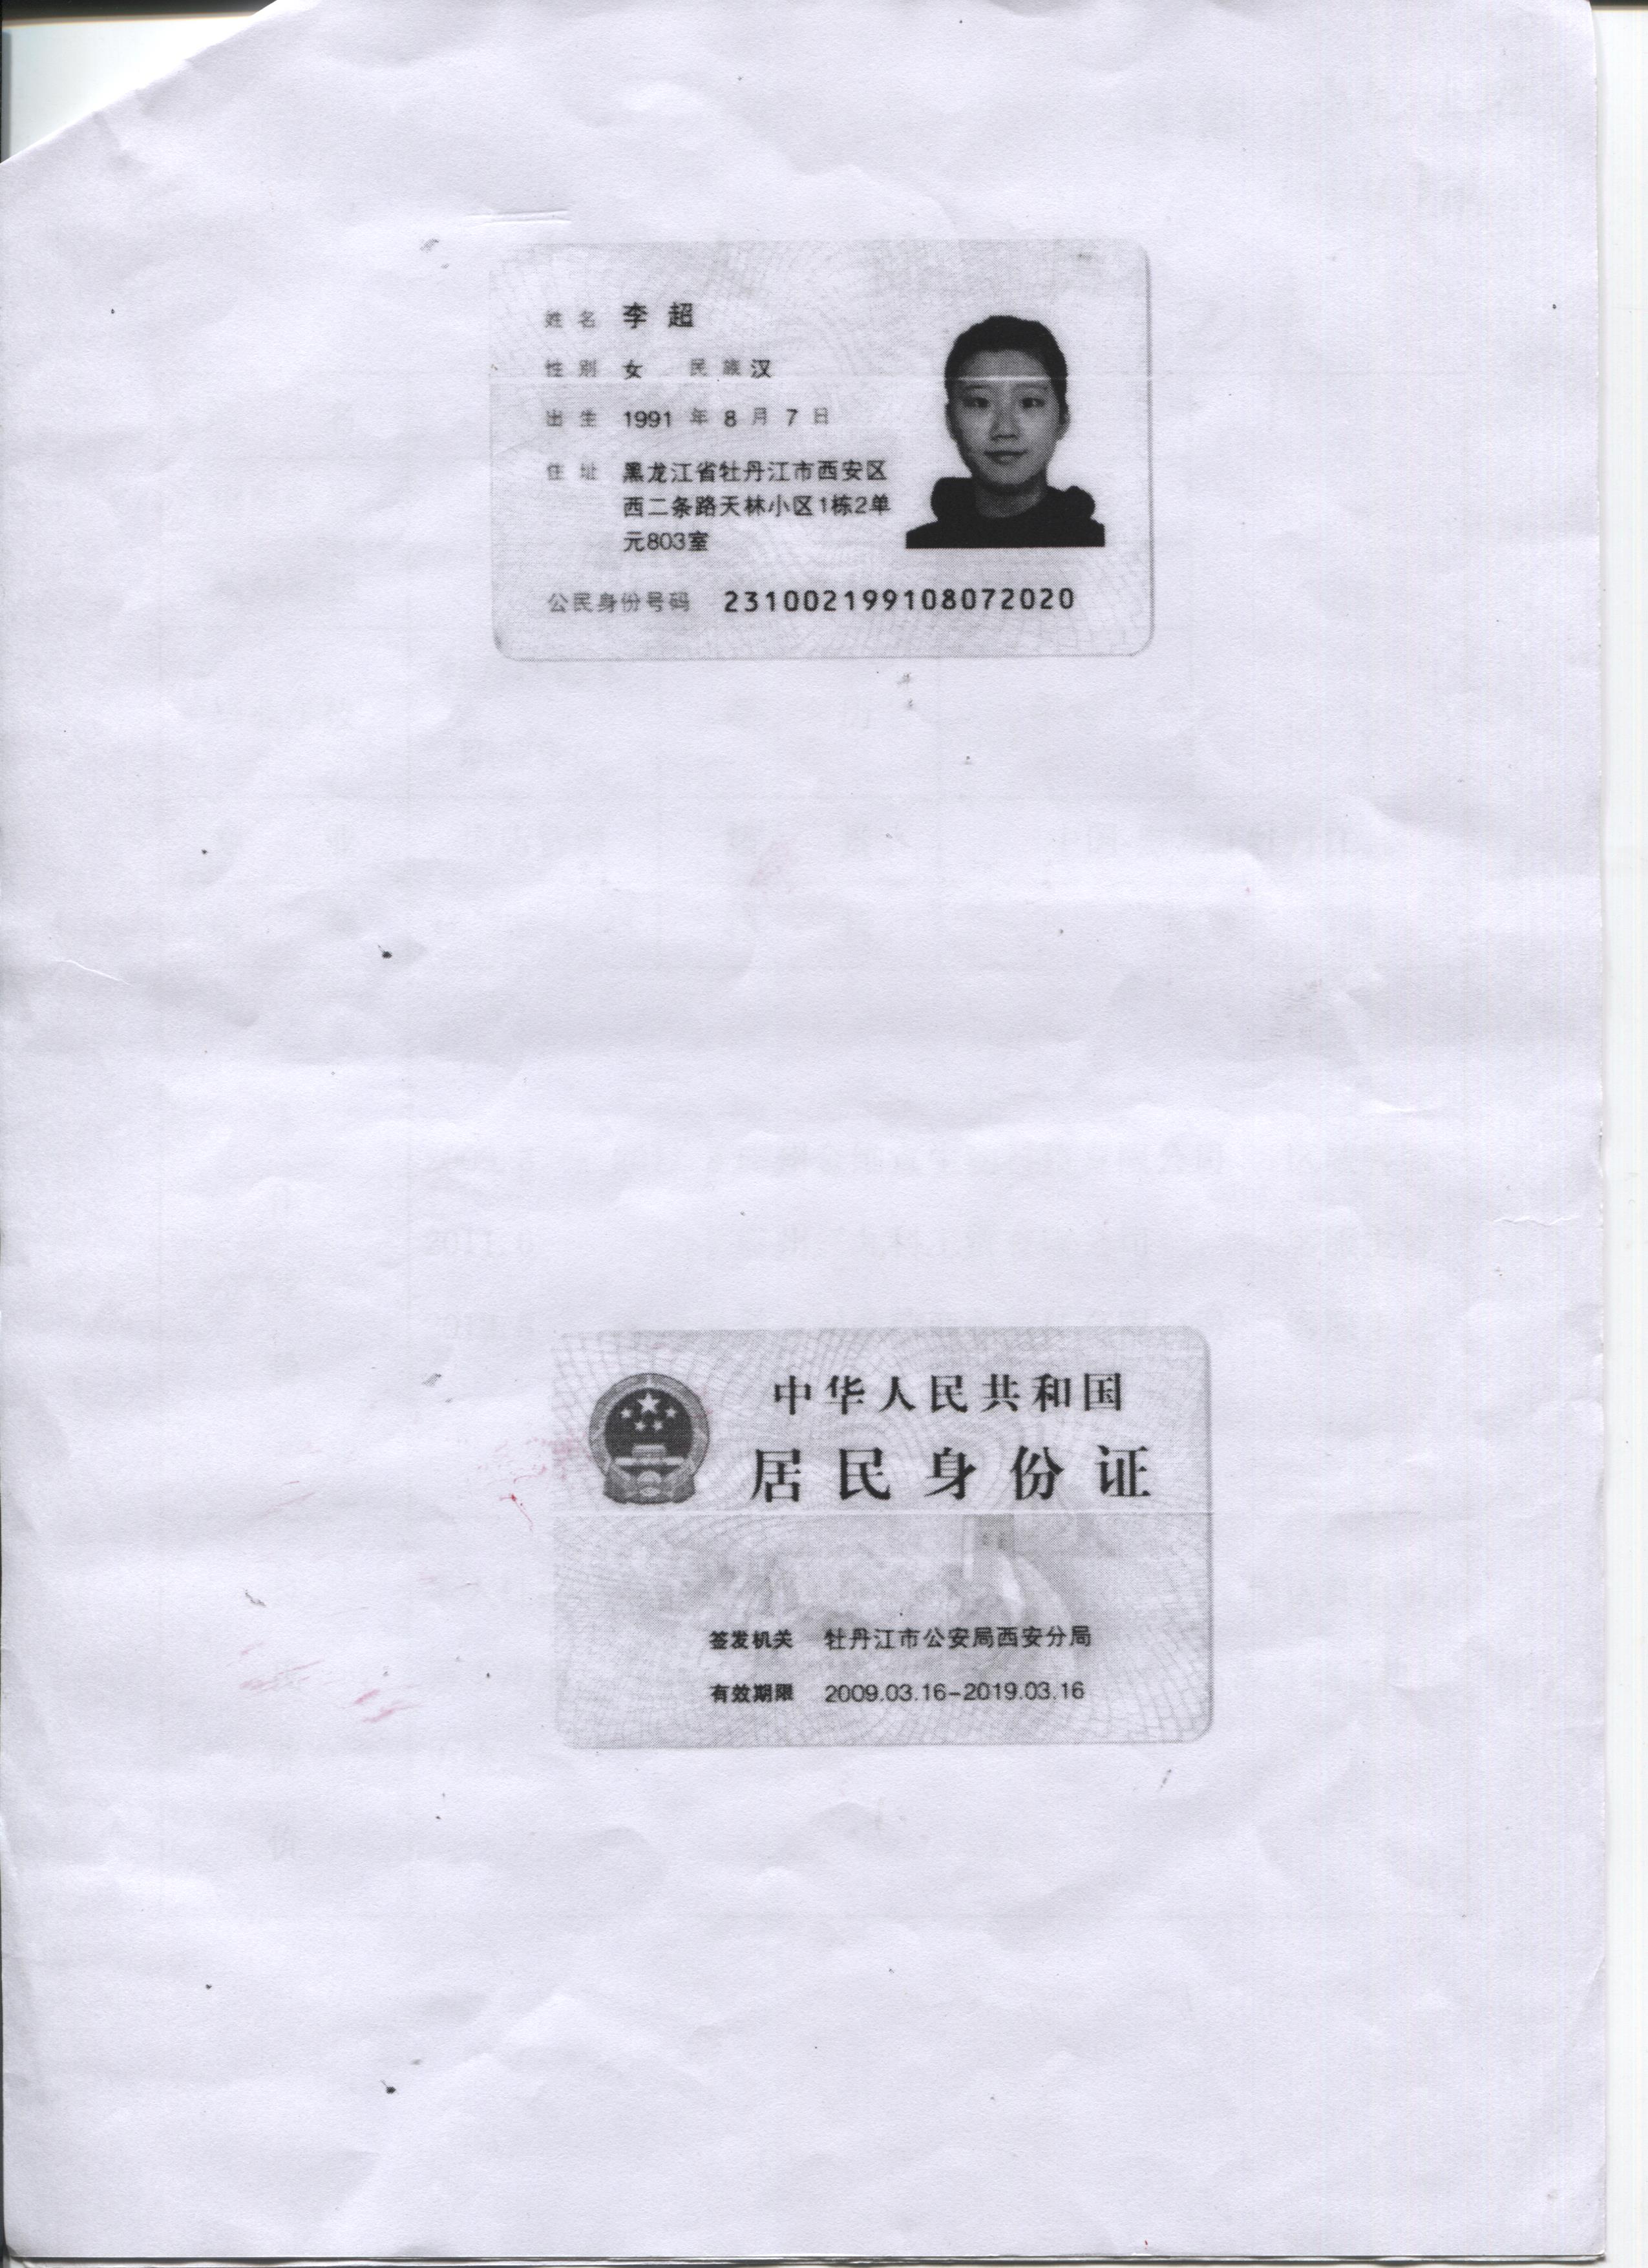 姓名 李超
性别 女 民族 汉
出生 1991 年 8 月 7 日
住址 黑龙江省牡丹江市西安区
西二条路天林小区1栋2单
元803室
公民身份号码 231002199108072020
中华人民共和国
居民身份证
签发机关 牡丹江市公安局西安分局
有效期限 2009.03.16-2019.03.16